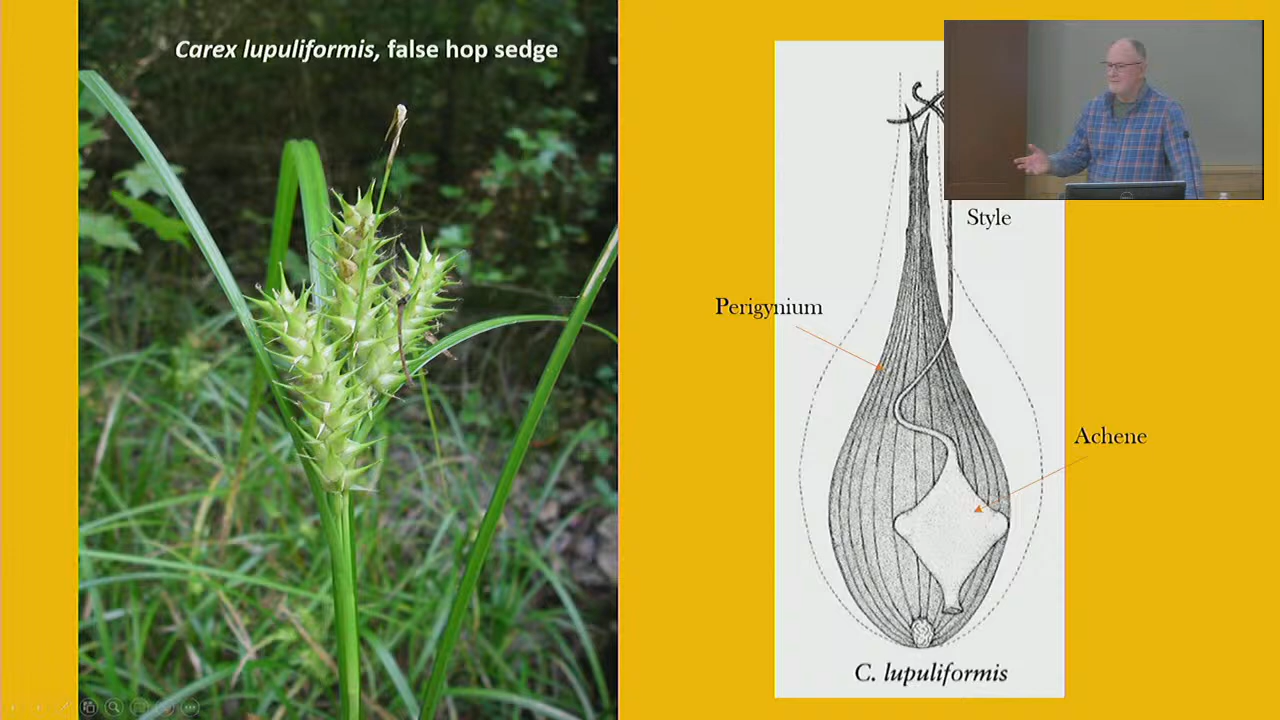 Carex lupuliformis, false hop sedge
Style
Perigynium
Achene
C. lupuliformis